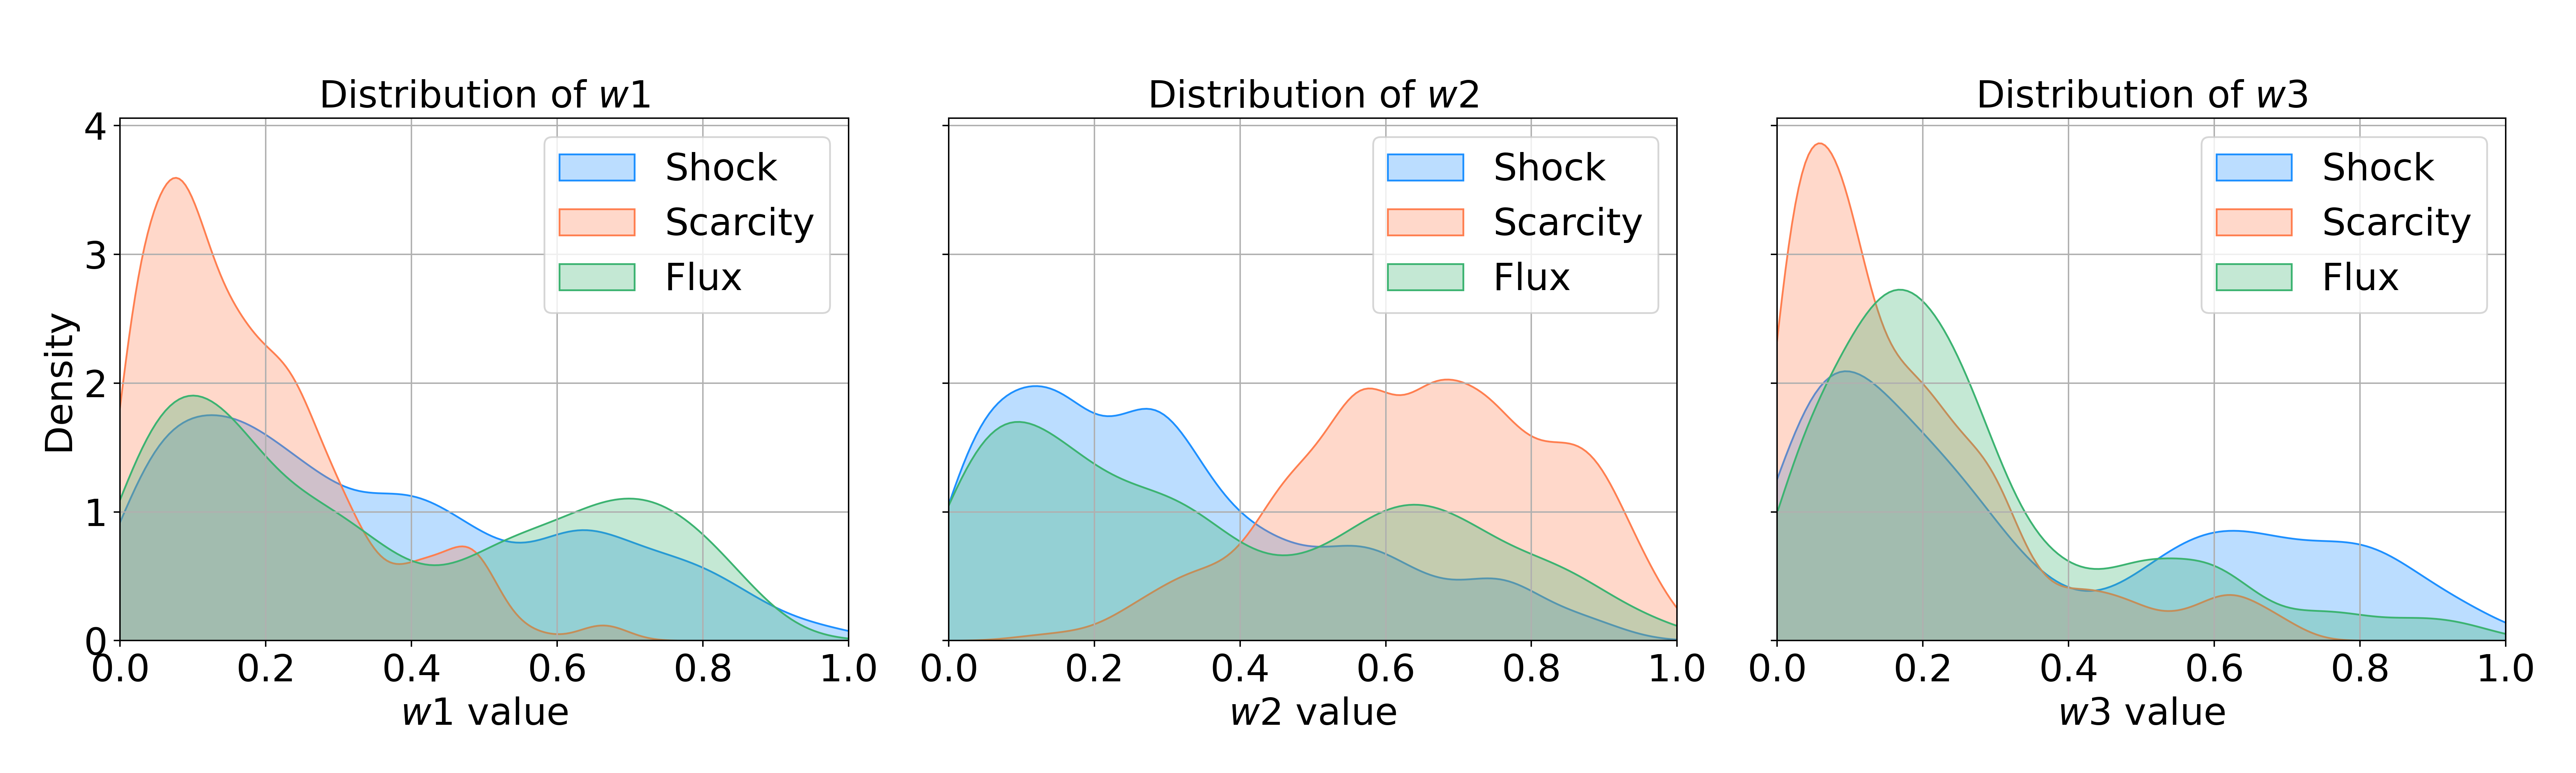 Distribution of w1
Distribution of w2
Distribution of w3
Density
4
3
2
1
0
Shock
Scarcity
Flux
Shock
Scarcity
Flux
Shock
Scarcity
Flux
0.0 0.2 0.4 0.6 0.8 1.0
0.0 0.2 0.4 0.6 0.8 1.0
0.0 0.2 0.4 0.6 0.8 1.0
w1 value
w2 value
w3 value